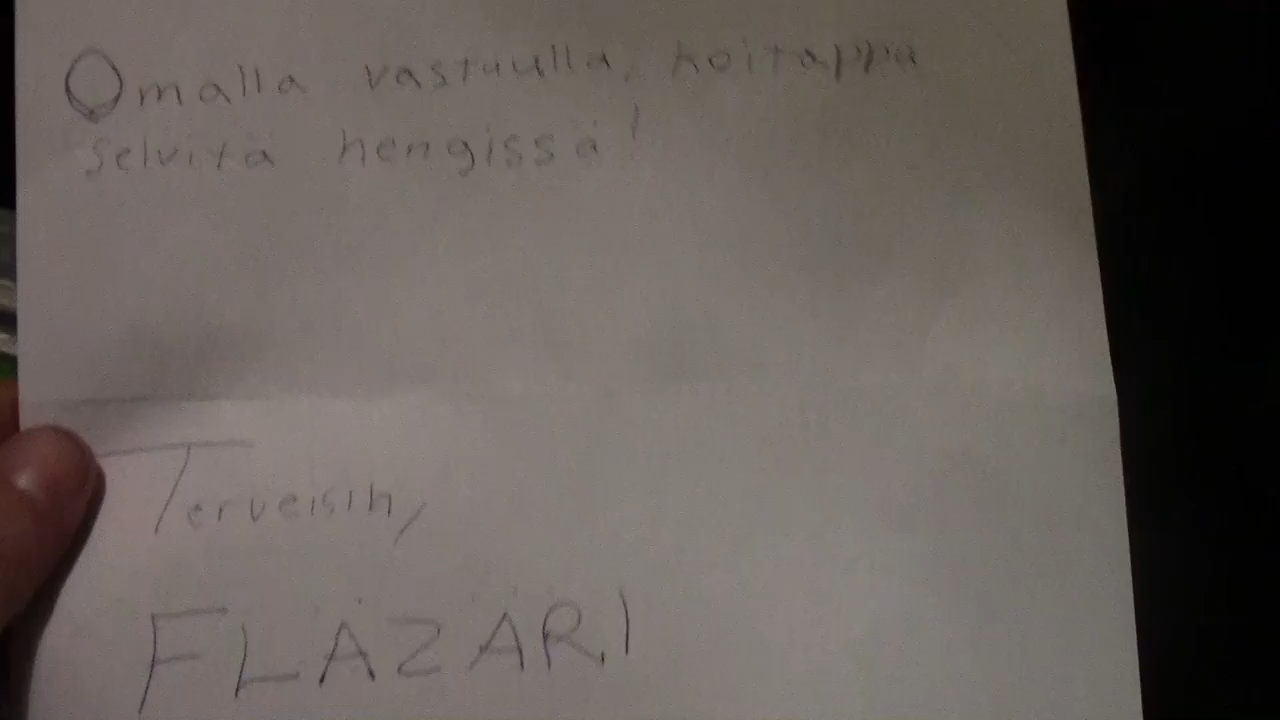 Omalla vastuulla, koitappa
selvitä hengissä!
Terveisin,
FLAZARI